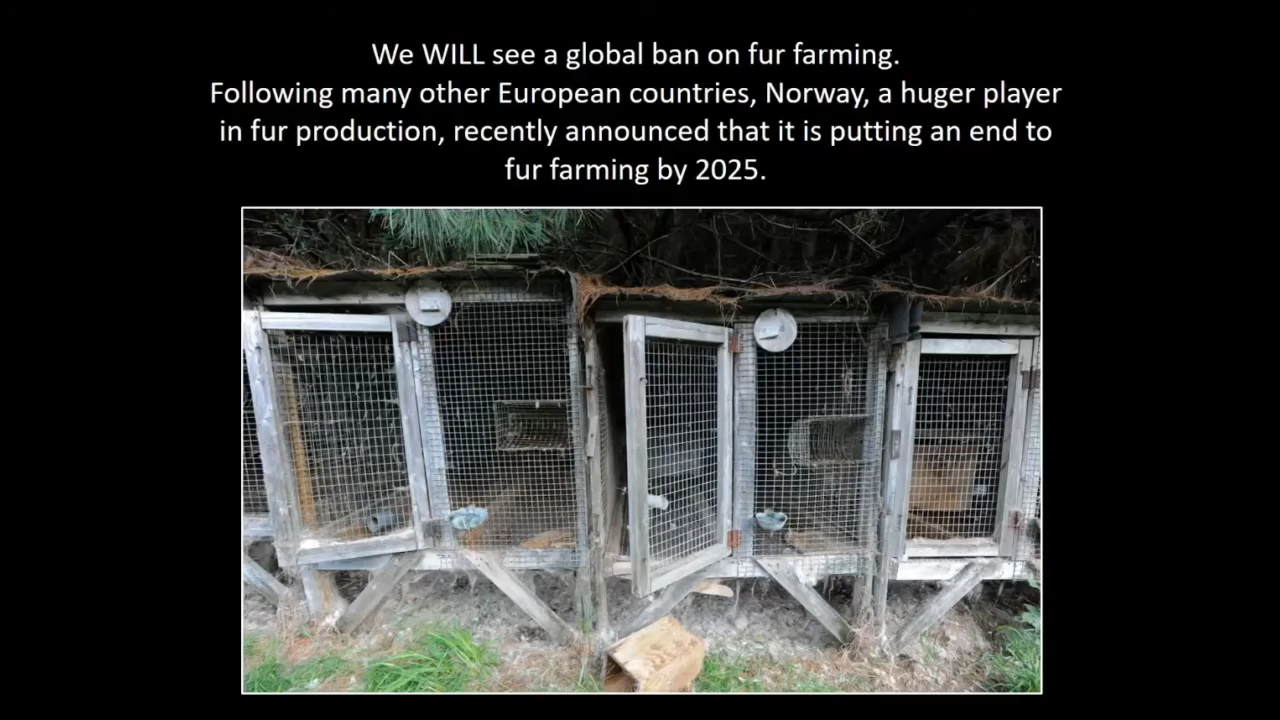 We WILL see a global ban on fur farming.
Following many other European countries, Norway, a huger player
in fur production, recently announced that it is putting an end to
fur farming by 2025.